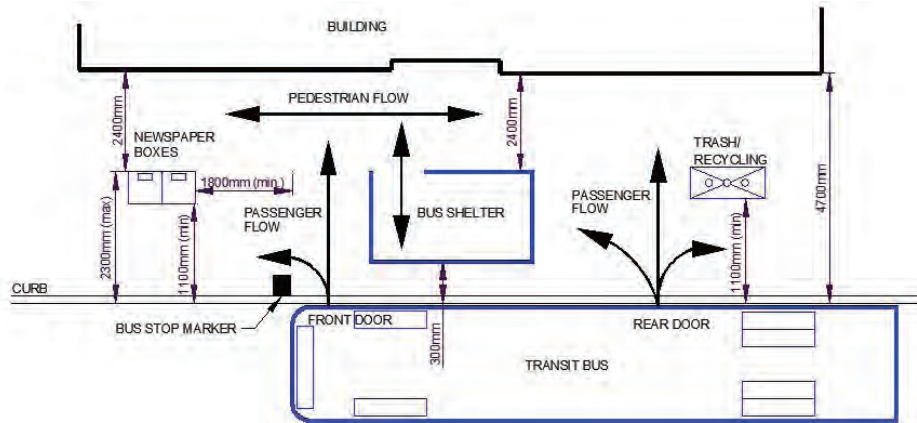 BUILDING
PEDESTRIAN FLOW
2400mm
NEWSPAPER
BOXES
2400mm
TRASH/
RECYCLING
1800mm (min.)
4700mm
PASSENGER
FLOW
BUS SHELTER
PASSENGER
FLOW
2300mm (max)
1100mm (min)
1100mm (min)
CURB
BUS STOP MARKER
FRONT DOOR
300mm
REAR DOOR
TRANSIT BUS